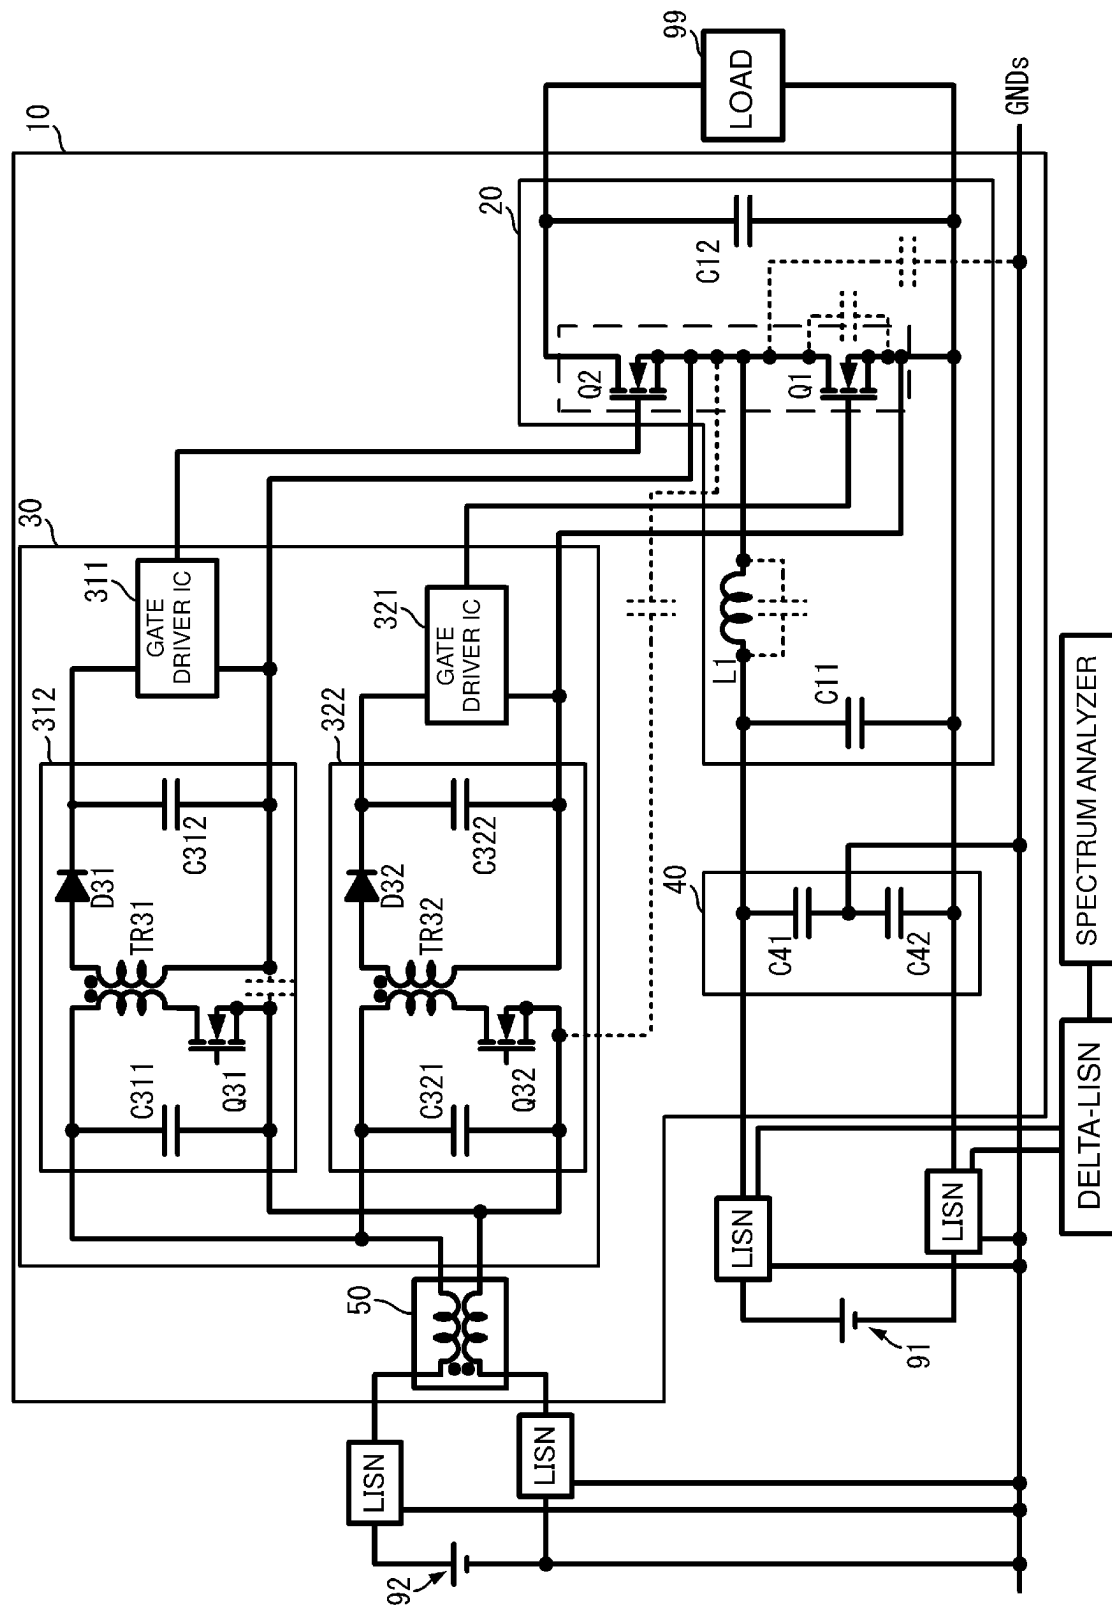 10
30
311
GATE
DRIVER IC
321
GATE
DRIVER IC
312
D31
TR31
C312
C311
Q31
322
D32
TR32
C322
C321
Q32
50
20
Q2
Q1
C12
L1
C11
99
LOAD
GNDs
40
C41
C42
LISN
LISN
91
LISN
LISN
92
SPECTRUM ANALYZER
DELTA-LISN